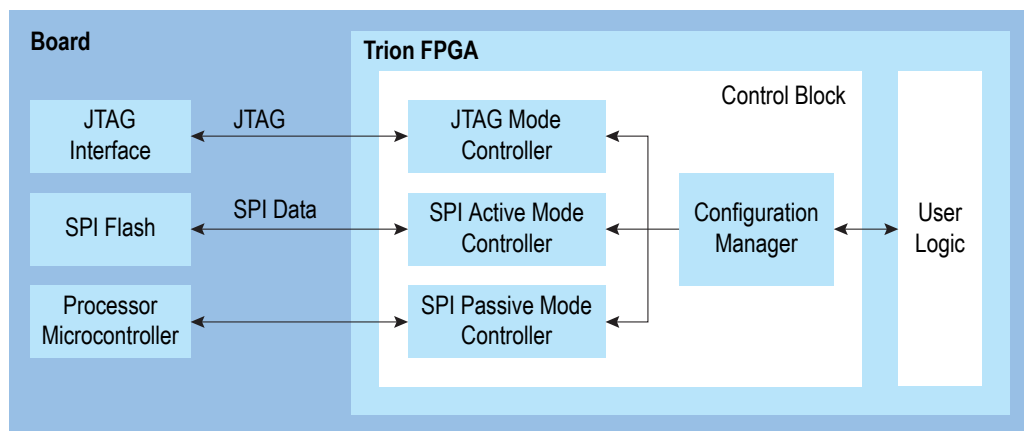 Board
Trion FPGA
Control Block
JTAG
Interface
JTAG
JTAG Mode
Controller
SPI Flash
SPI Data
SPI Active Mode
Controller
Configuration
Manager
User
Logic
Processor
Microcontroller
SPI Passive Mode
Controller